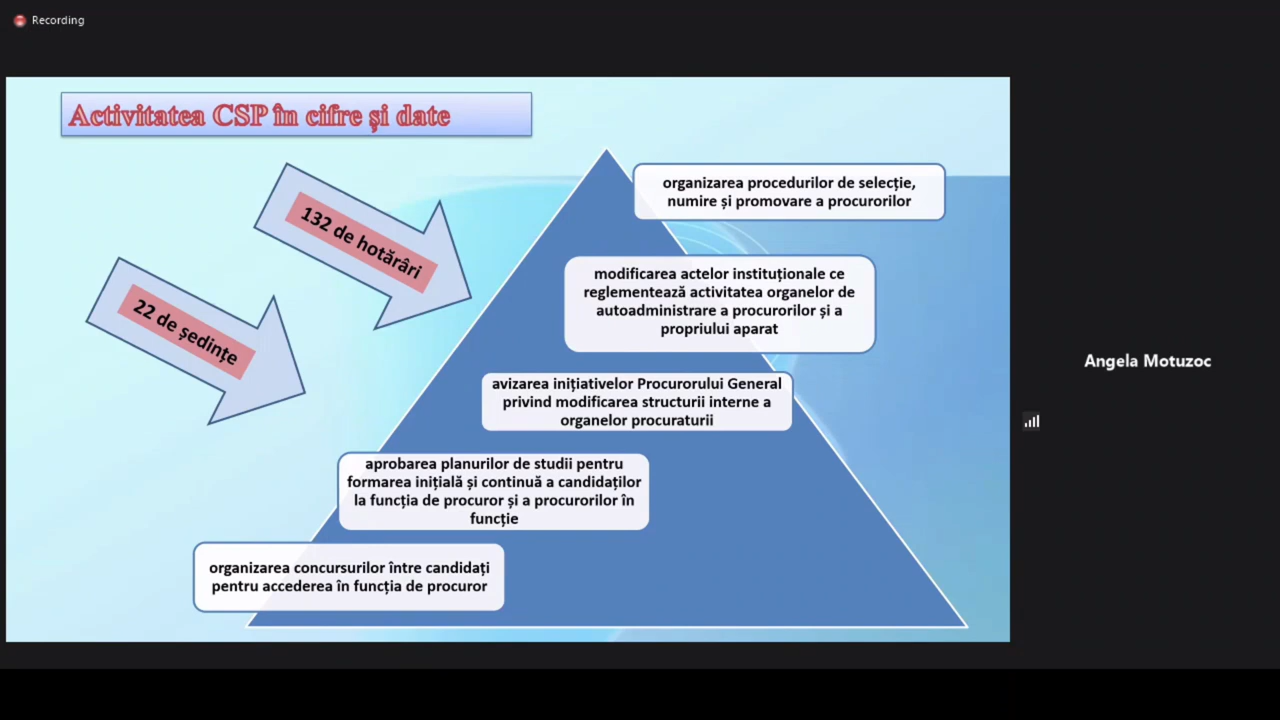 Recording
Activitatea CSP în cifre și date
132 de hotărâri
22 de ședințe
organizarea procedurilor de selecție,
numire și promovare a procurorilor
modificarea actelor instituționale ce
reglementează activitatea organelor de
autoadministrare a procurorilor și a
propriului aparat
avizarea inițiativelor Procurorului General
privind modificarea structurii interne a
organelor procuraturii
aprobarea planurilor de studii pentru
formarea inițială și continuă a candidaților
la funcția de procuror și a procurorilor în
funcție
organizarea concursurilor între candidați
pentru accederea în funcția de procuror
Angela Motuzoc